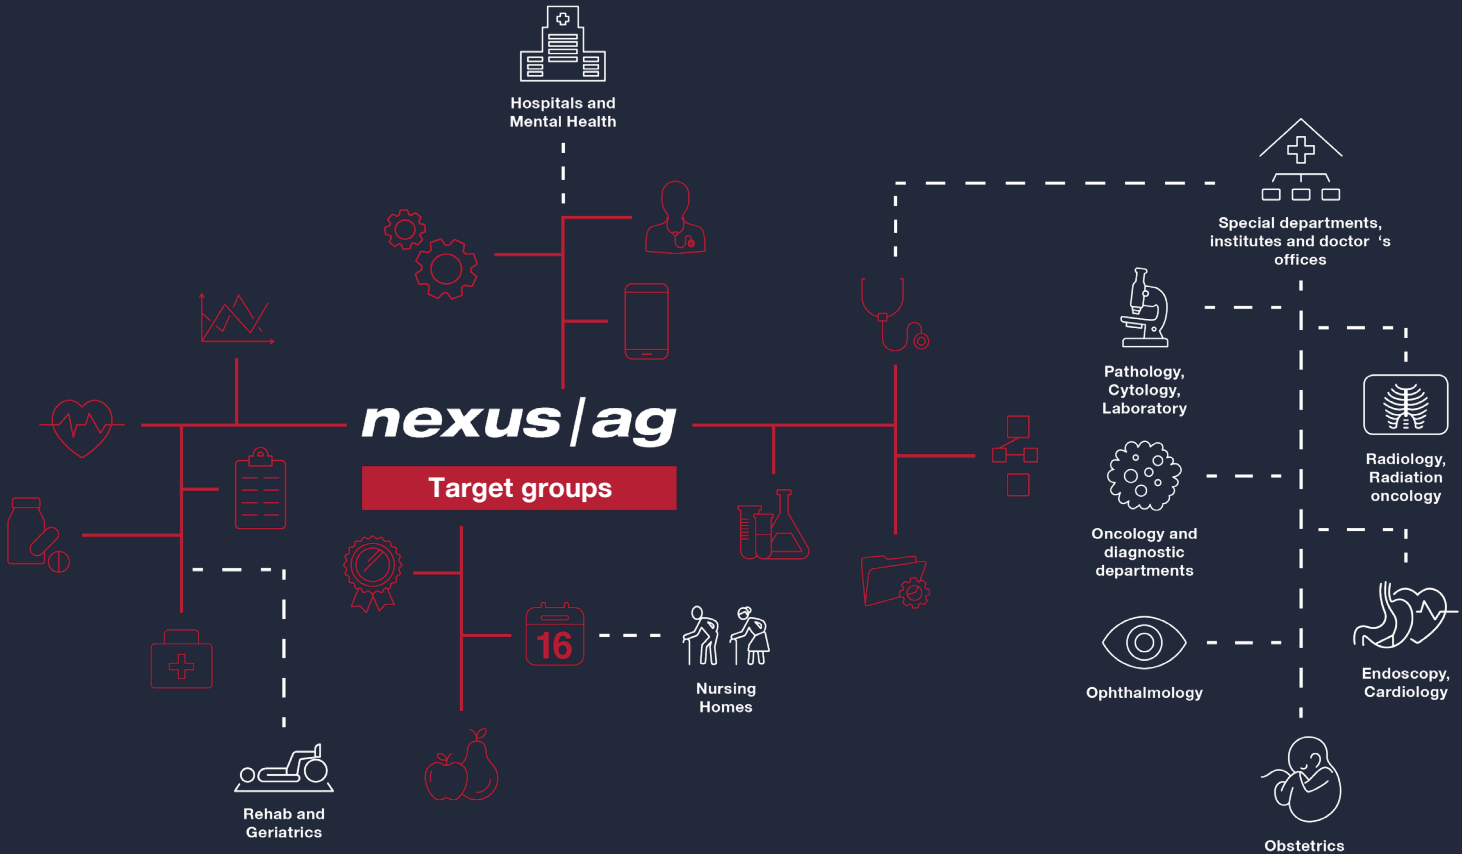 Hospitals and
Mental Health
Special departments,
institutes and doctor ‘s
offices
Pathology,
Cytology,
Laboratory
Radiology,
Radiation
oncology
nexus/ag
Target groups
Oncology and
diagnostic
departments
16
Nursing
Homes
Ophthalmology
Endoscopy,
Cardiology
Rehab and
Geriatrics
Obstetrics